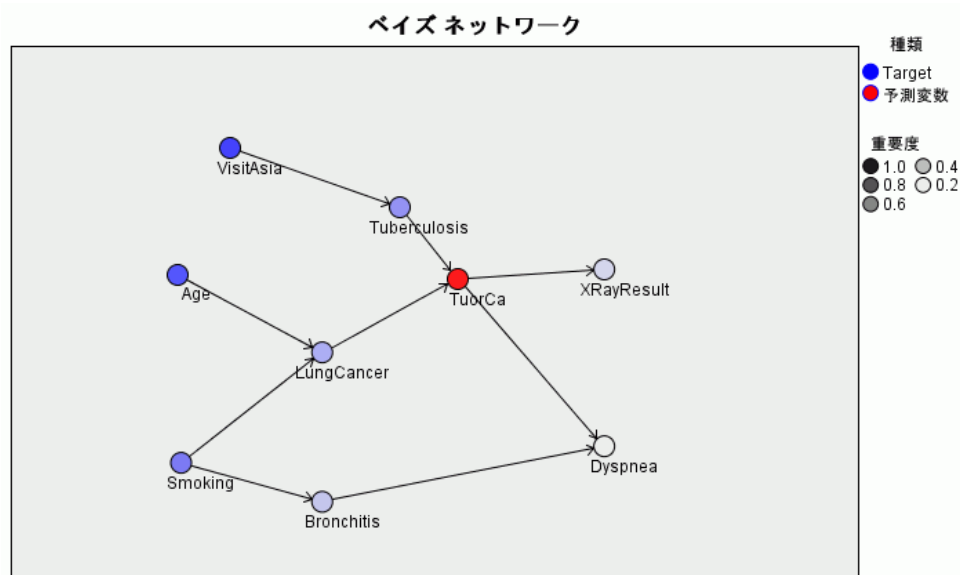 ベイズ ネットワーク
種類
Target
予測変数
重要度
1.0 0.4
0.8 0.2
0.6
VisitAsia
Tuberculosis
Age
TuorCa
XRayResult
LungCancer
Smoking
Dyspnea
Bronchitis